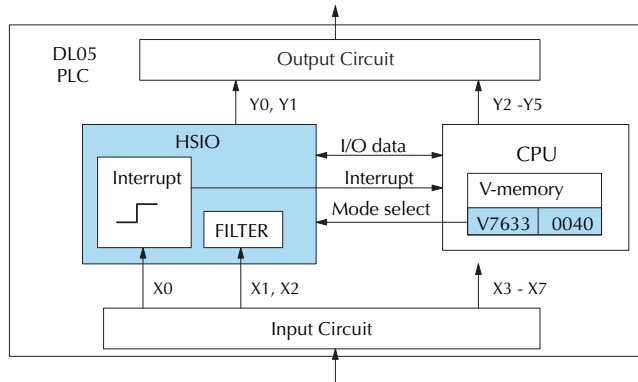 DL05
PLC
Output Circuit
Y0, Y1
Y2 -Y5
HSIO
I/O data
CPU
Interrupt
Interrupt
V-memory
Mode select
FILTER
V7633
0040
X0
X1, X2
X3 - X7
Input Circuit